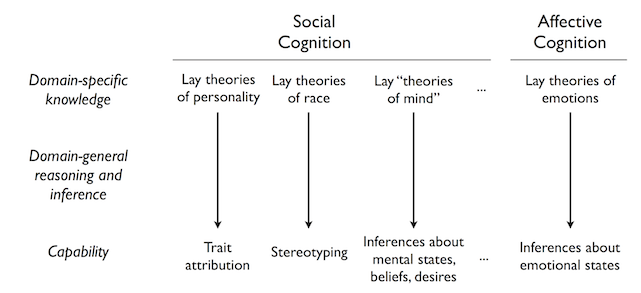 Social
Cognition
Affective
Cognition
Domain-specific
knowledge
Lay theories
of personality
Lay theories
of race
Lay “theories
of mind”
...
Lay theories of
emotions
Domain-general
reasoning and
inference
Capability
Trait
attribution
Stereotyping
Inferences about
mental states,
beliefs, desires
...
Inferences about
emotional states